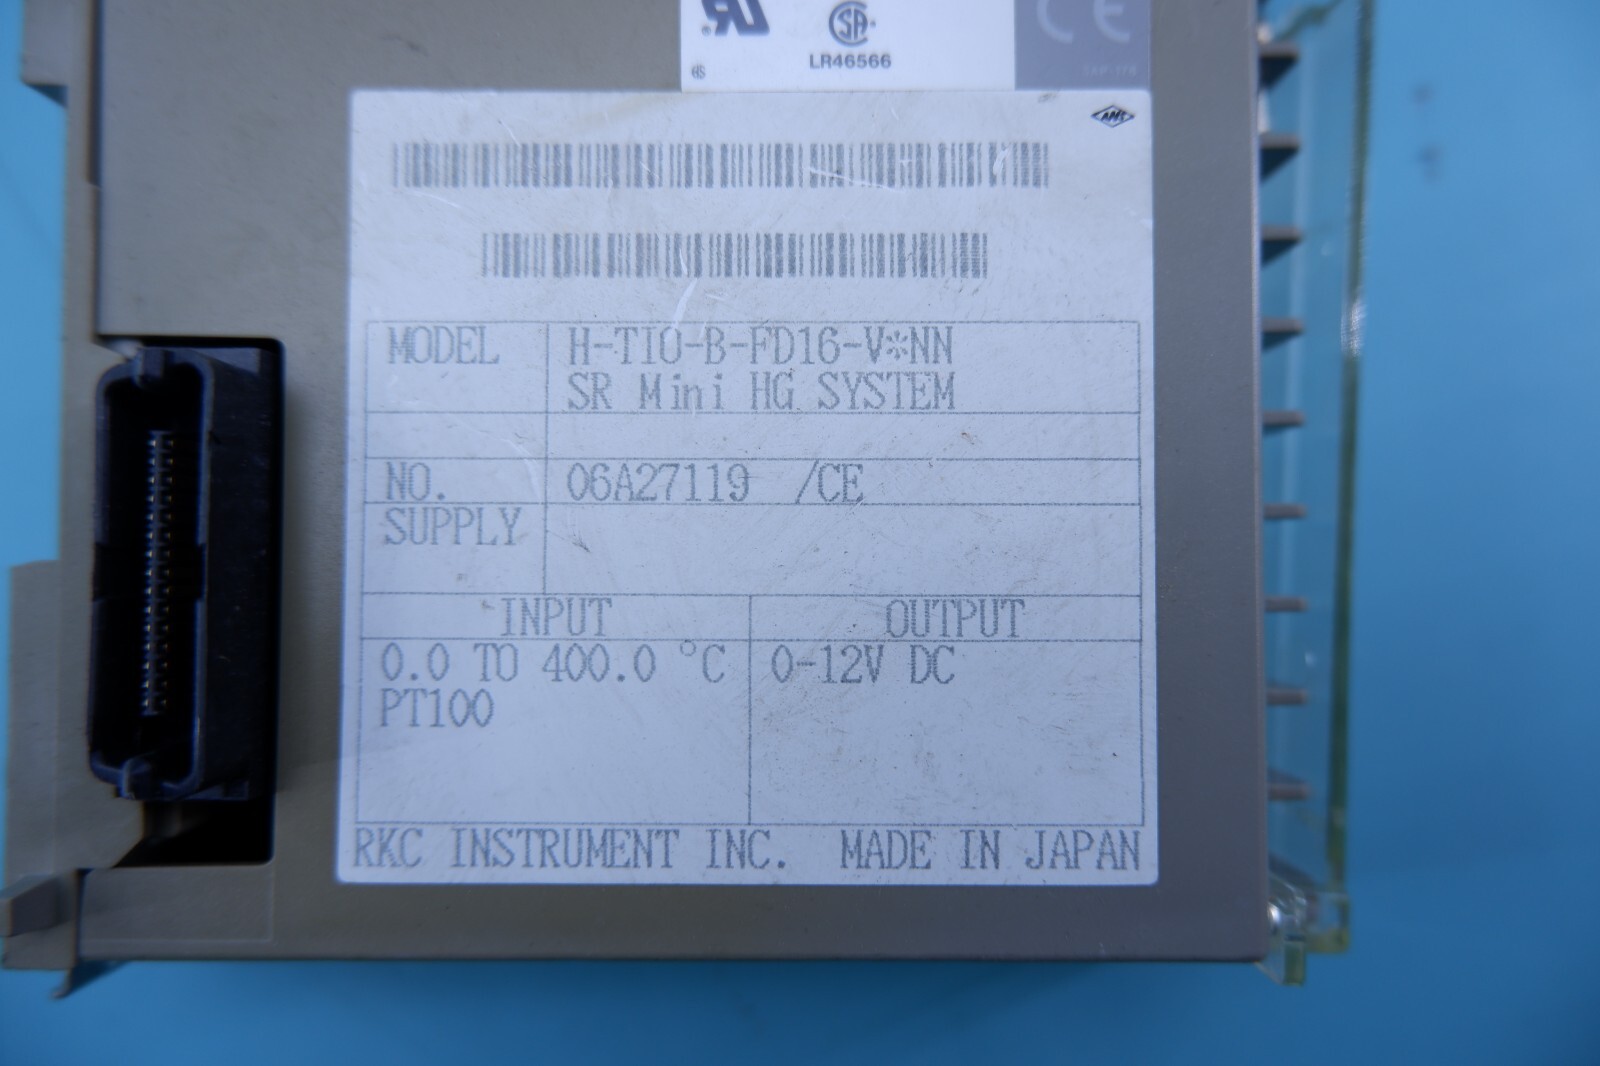 LR46566
CE
MODEL H-TIO-B-FD16-V*NN
SR Mini HG SYSTEM
NO. 06A27119 /CE
SUPPLY
INPUT OUTPUT
0.0 TO 400.0 °C 0-12V DC
PT100
RKC INSTRUMENT INC. MADE IN JAPAN